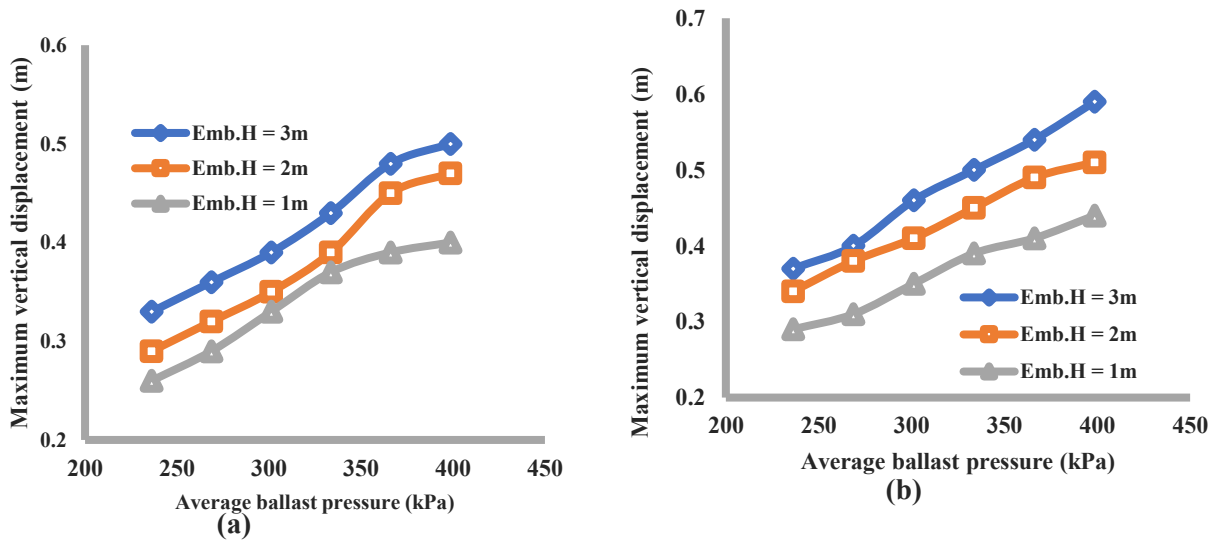 Maximum vertical displacement (m)
0.6
0.5
0.4
0.3
0.2
Emb.H = 3m
Emb.H = 2m
Emb.H = 1m
200 250 300 350 400 450
Average ballast pressure (kPa)
(a)
Maximum vertical displacement (m)
0.7
0.6
0.5
0.4
0.3
0.2
Emb.H = 3m
Emb.H = 2m
Emb.H = 1m
200 250 300 350 400 450
Average ballast pressure (kPa)
(b)